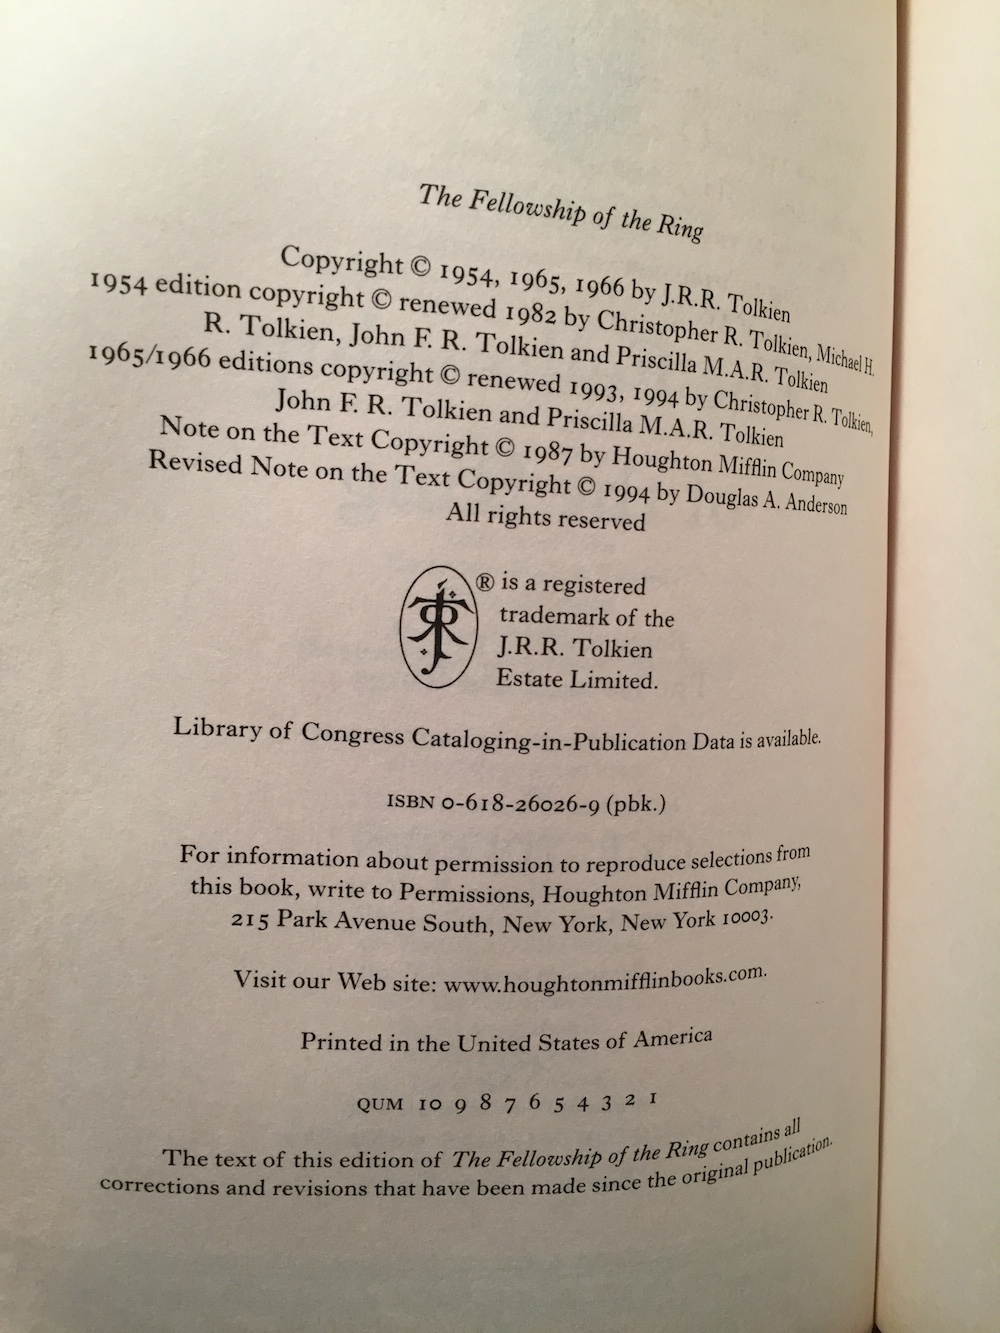 The Fellowship of the Ring
Copyright © 1954, 1965, 1966 by J.R.R. Tolkien
1954 edition copyright © renewed 1982 by Christopher R. Tolkien, Michael H.
R. Tolkien, John F. R. Tolkien and Priscilla M.A.R. Tolkien
1965/1966 editions copyright © renewed 1993, 1994 by Christopher R. Tolkien,
John F. R. Tolkien and Priscilla M.A.R. Tolkien
Note on the Text Copyright © 1987 by Houghton Mifflin Company
Revised Note on the Text Copyright © 1994 by Douglas A. Anderson
All rights reserved
® is a registered
trademark of the
J.R.R. Tolkien
Estate Limited.
Library of Congress Cataloging-in-Publication Data is available.
ISBN 0-618-26026-9 (pbk.)
For information about permission to reproduce selections from
this book, write to Permissions, Houghton Mifflin Company,
215 Park Avenue South, New York, New York 10003.
Visit our Web site: www.houghtonmifflinbooks.com.
Printed in the United States of America
QUM 10 9 8 7 6 5 4 3 2 1
The text of this edition of The Fellowship of the Ring contains all
corrections and revisions that have been made since the original publication.